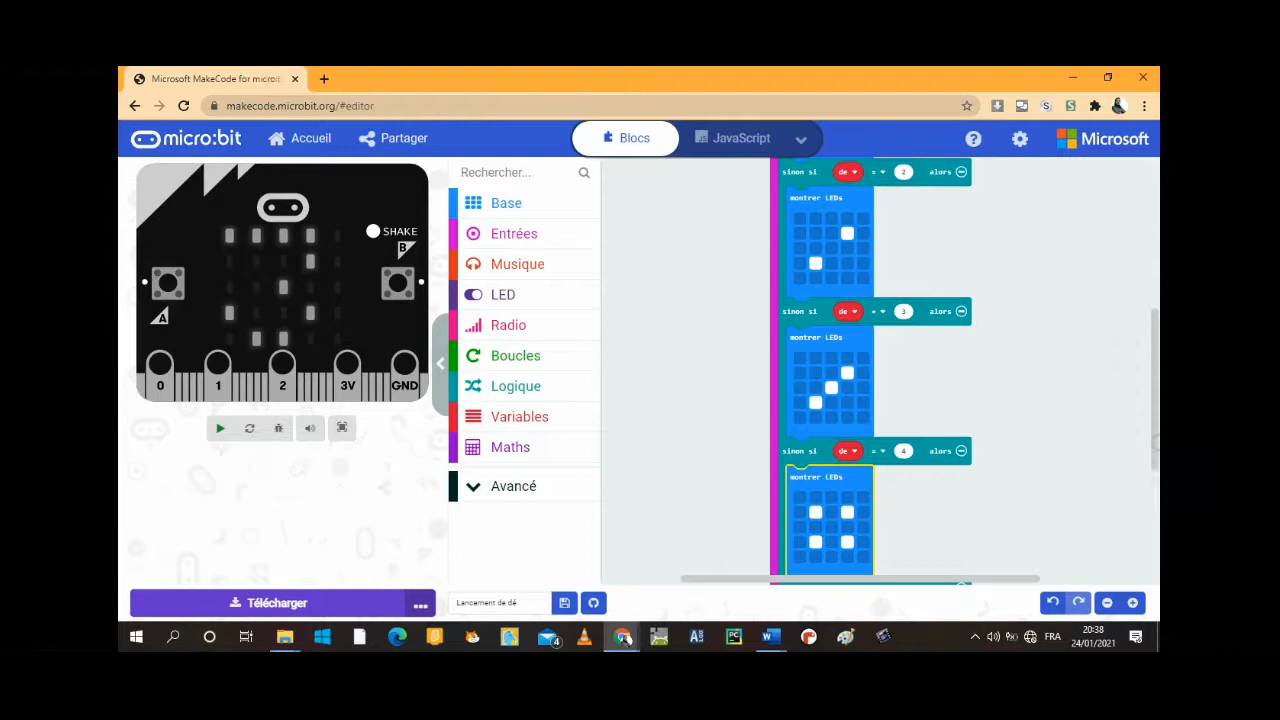 Microsoft MakeCode for micro:
makecode.microbit.org/#editor
micro:bit
Accueil
Partager
Blocs
JavaScript
Microsoft
SHAKE
B
A
0 1 2 3V GND
Rechercher...
Base
Entrées
Musique
LED
Radio
Boucles
Logique
Variables
Maths
Avancé
sinon si de = 2 alors
montrer LEDs
sinon si de = 3 alors
montrer LEDs
sinon si de = 4 alors
montrer LEDs
Télécharger
...
Lancement de dé
4
PC
W
FRA
20:38
24/01/2021